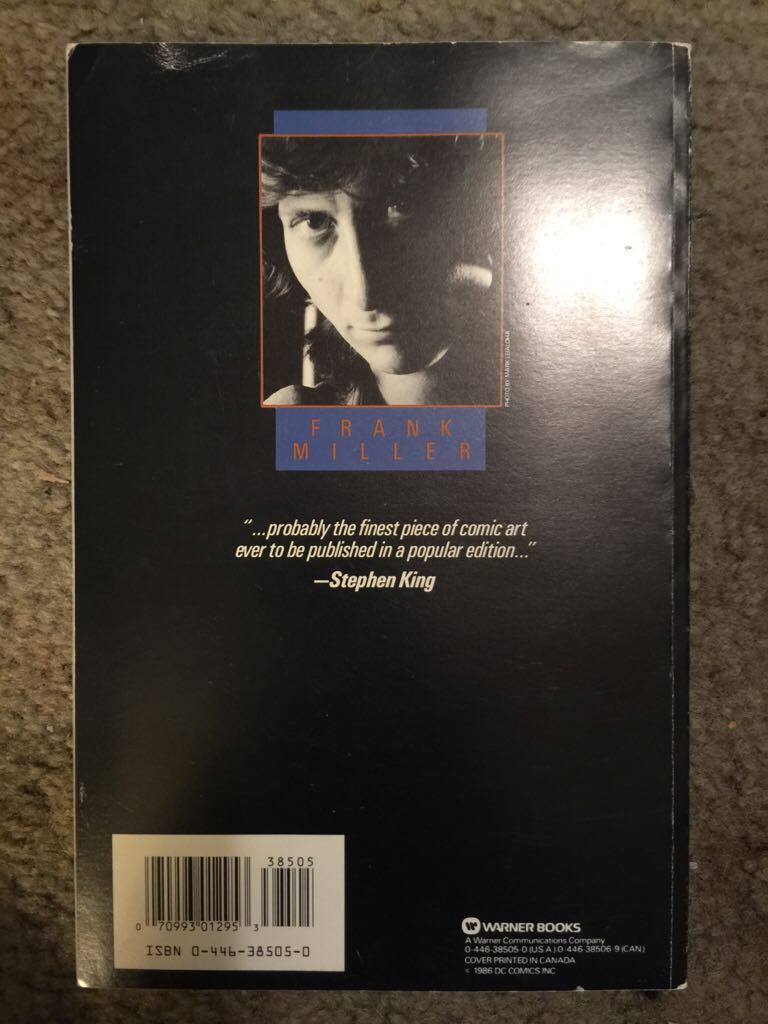 PHOTO BY MARK LEIALOHA
FRANK
MILLER
"...probably the finest piece of comic art
ever to be published in a popular edition..."
—Stephen King
38505
0 70993 01295 3
ISBN 0-446-38505-0
WARNER BOOKS
A Warner Communications Company
0-446-38505-0 (U.S.A.) 0-446-38506-9 (CAN.)
COVER PRINTED IN CANADA
© 1986 DC COMICS INC